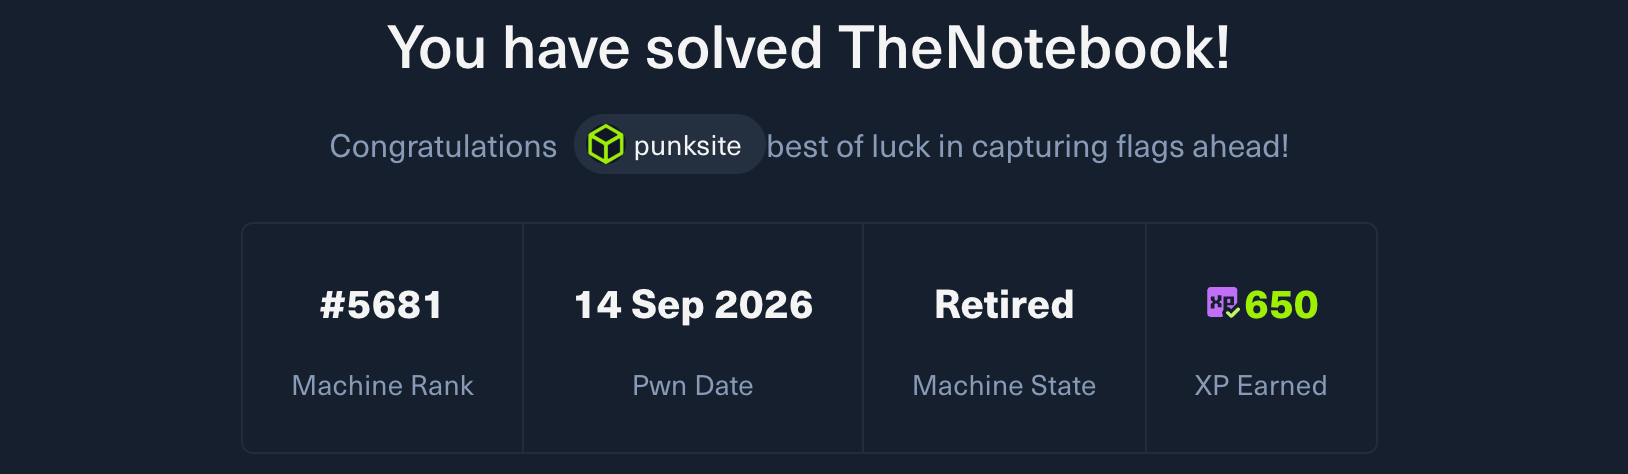 You have solved TheNotebook!
Congratulations punksite best of luck in capturing flags ahead!
#5681 14 Sep 2026 Retired XP 650
Machine Rank Pwn Date Machine State XP Earned